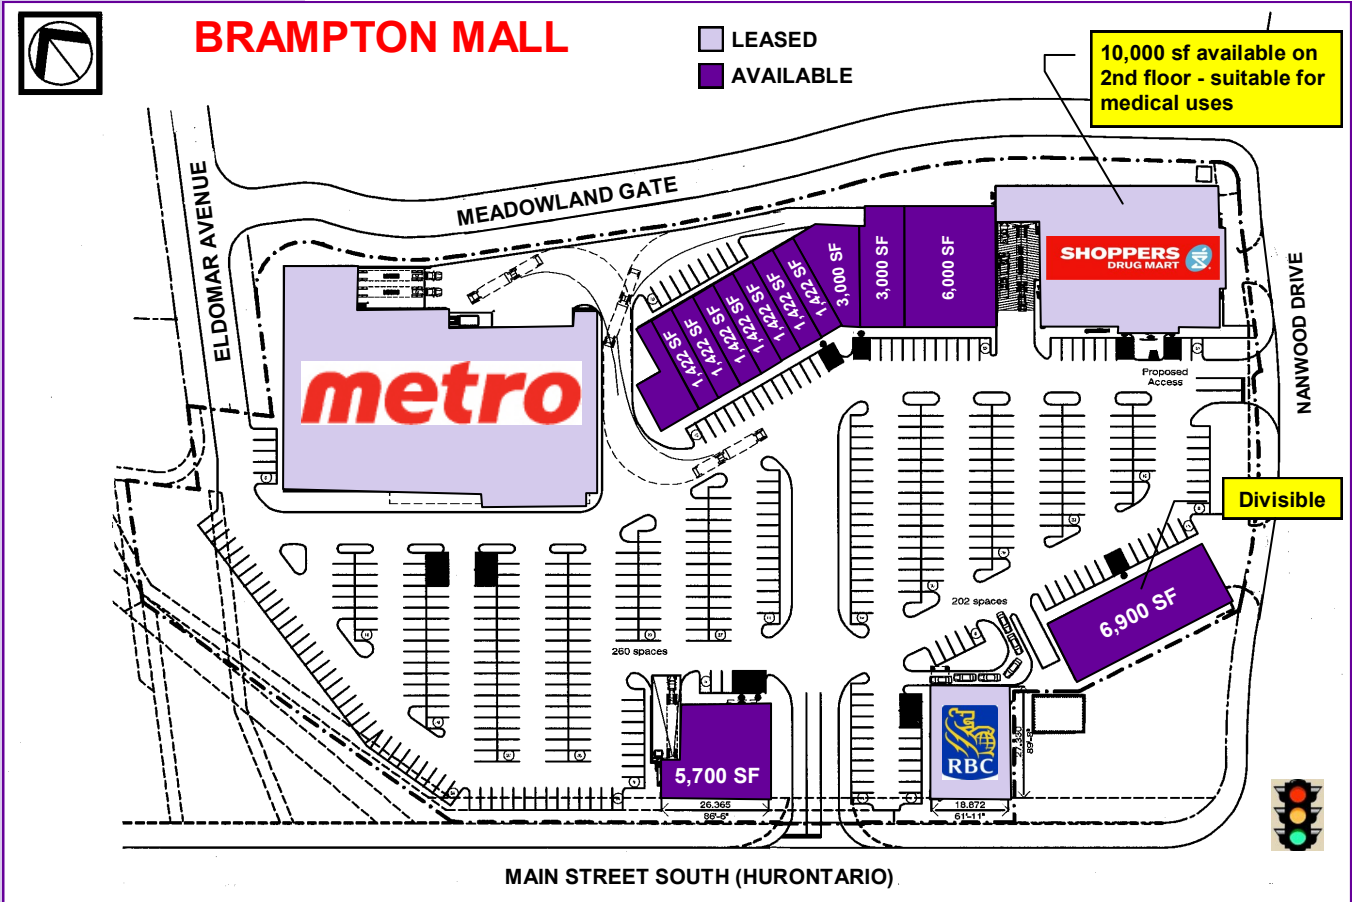 BRAMPTON MALL
LEASED
AVAILABLE
10,000 sf available on
2nd floor - suitable for
medical uses
ELDOMAR AVENUE
MEADOWLAND GATE
NANWOOD DRIVE
metro
1,422 SF
1,422 SF
1,422 SF
1,422 SF
1,422 SF
1,422 SF
3,000 SF
3,000 SF
6,000 SF
SHOPPERS
DRUG MART
Proposed
Access
Divisible
6,900 SF
202 spaces
260 spaces
5,700 SF
26.365
86'-6"
RBC
27.330
18.872
61'-11"
MAIN STREET SOUTH (HURONTARIO)